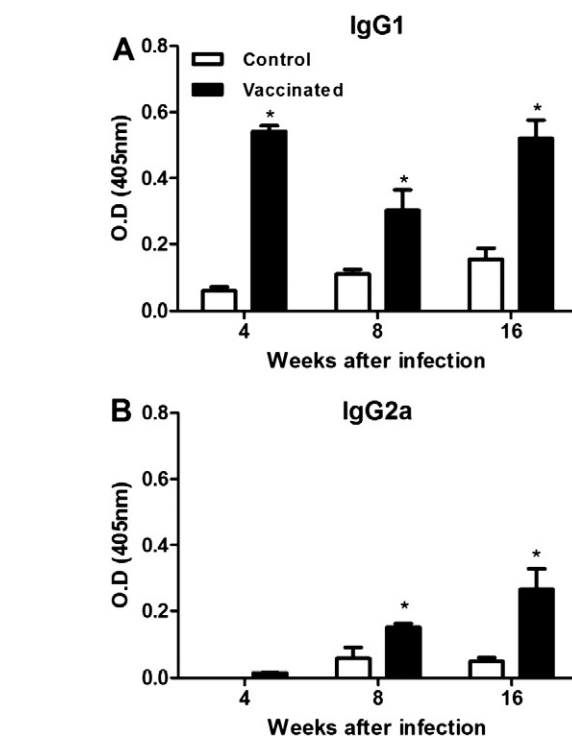 A
IgG1
0.8
Control
Vaccinated
0.6
*
*
*
0.4
0.2
0.0
O.D (405nm)
4
8
16
Weeks after infection
B
IgG2a
0.8
0.6
0.4
*
*
0.2
0.0
O.D (405nm)
4
8
16
Weeks after infection